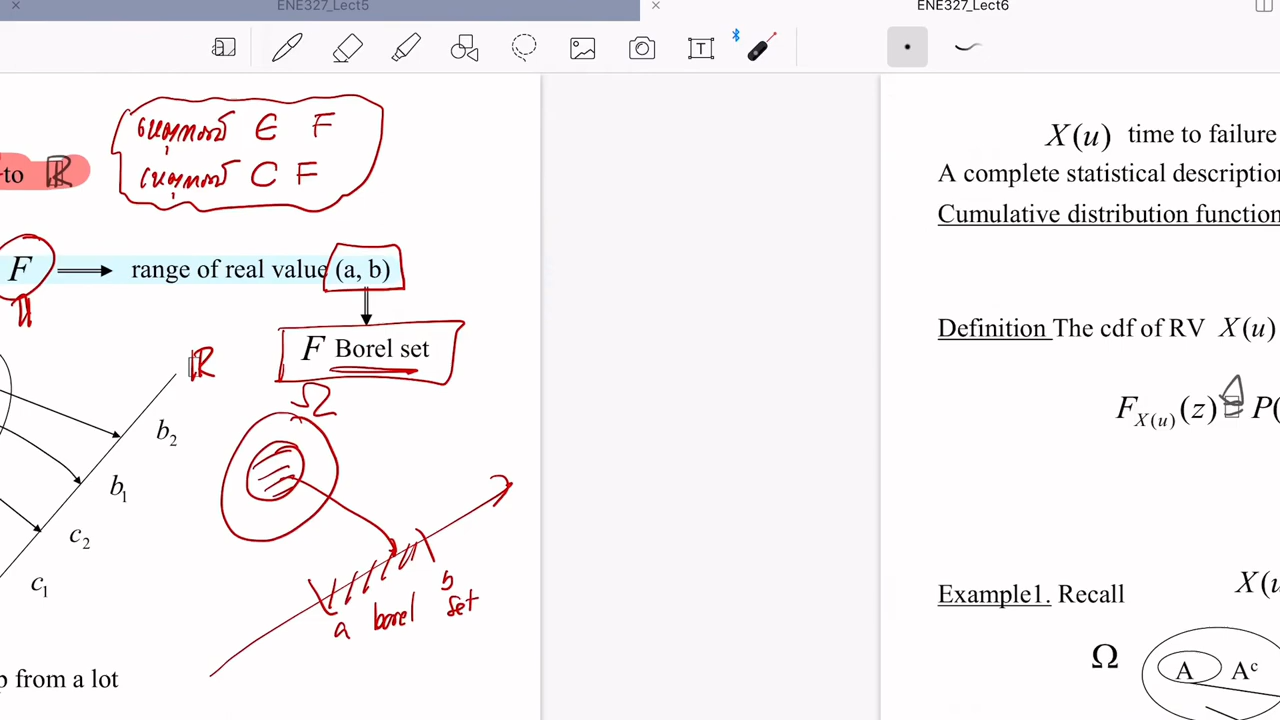 ENE327_Lect5
ENE327_Lect6
เหตุการณ์ ∈ F
เหตุการณ์ ⊂ F
to ℝ
F ⟹ range of real value (a, b)
F Borel set
Ω
ℝ
b₂
b₁
c₂
c₁
a borel set
b
p from a lot
X(u) time to failure
A complete statistical description
Cumulative distribution function
Definition The cdf of RV X(u)
F_{X(u)}(z) ≜ P(
Example1. Recall
X(u
Ω
A Aᶜ